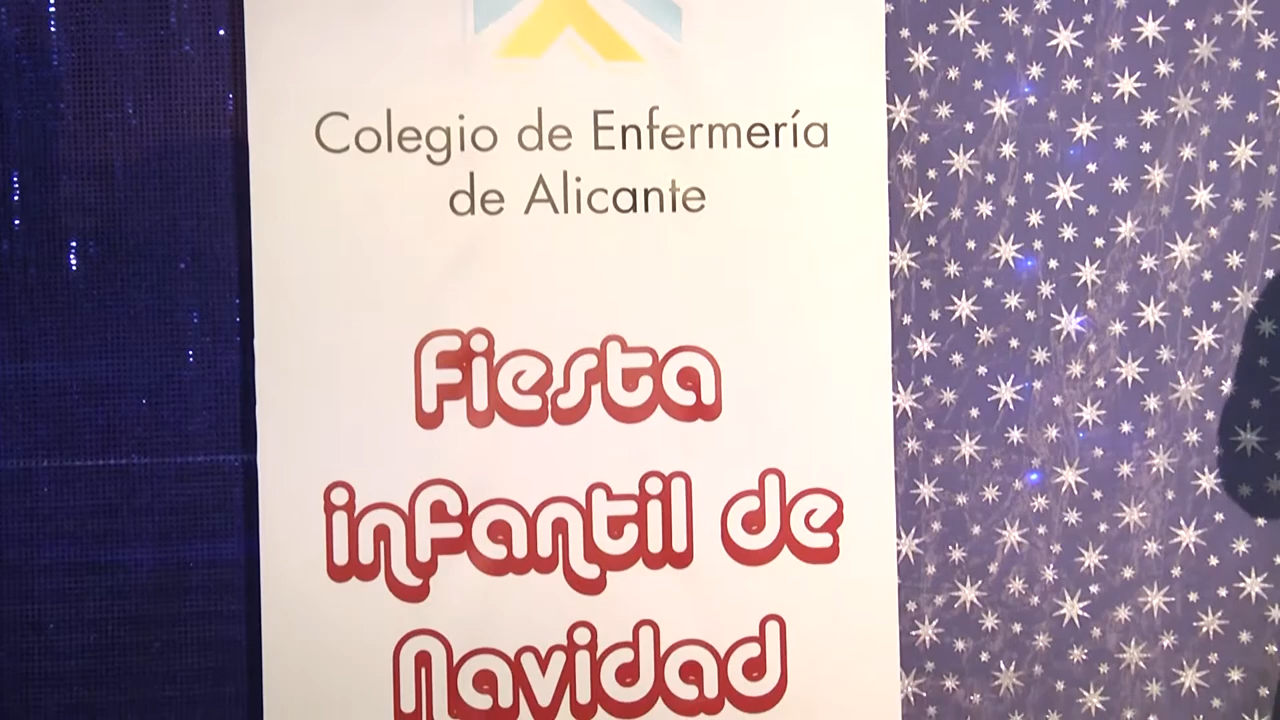 Colegio de Enfermería
de Alicante
Fiesta
infantil de
Navidad